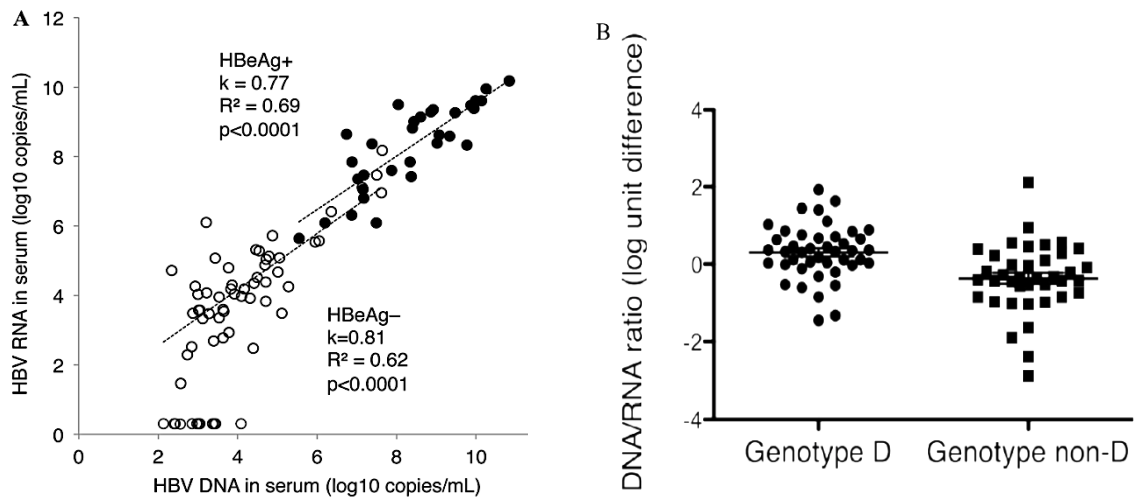 A
12
10
8
6
4
2
0
HBV RNA in serum (log10 copies/mL)
HBeAg+
k = 0.77
R² = 0.69
p<0.0001
HBeAg–
k=0.81
R² = 0.62
p<0.0001
0 2 4 6 8 10
HBV DNA in serum (log10 copies/mL)
B
DNA/RNA ratio (log unit difference)
4
2
0
-2
-4
Genotype D Genotype non-D